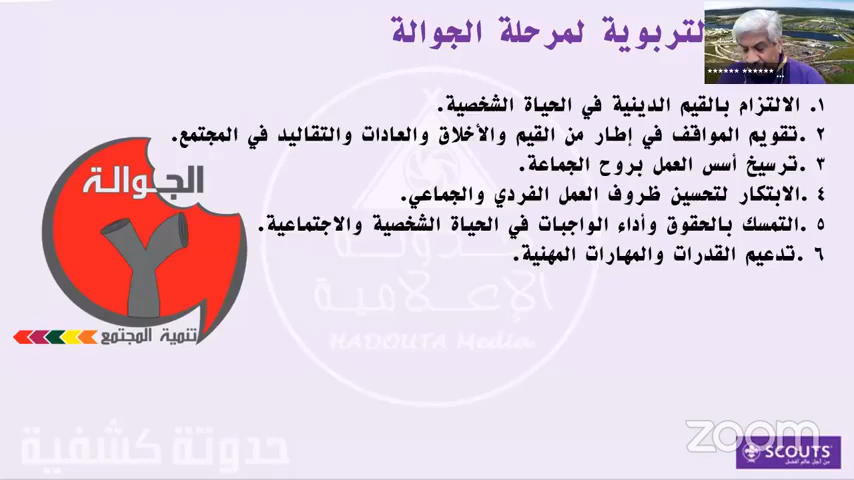 لتربوية لمرحلة الجوالة
****** ****** ...
١. الالتزام بالقيم الدينية في الحياة الشخصية.
٢ .تقويم المواقف في إطار من القيم والأخلاق والعادات والتقاليد في المجتمع.
٣ .ترسيخ أسس العمل بروح الجماعة.
٤ .الابتكار لتحسين ظروف العمل الفردي والجماعي.
٥ .التمسك بالحقوق وأداء الواجبات في الحياة الشخصية والاجتماعية.
٦ .تدعيم القدرات والمهارات المهنية.
الجوالة
تنمية المجتمع
حدوتة
الإعلامية
HADOUTA Media
حدوتة كشفية
zoom
SCOUTS
من أجل عالم أفضل